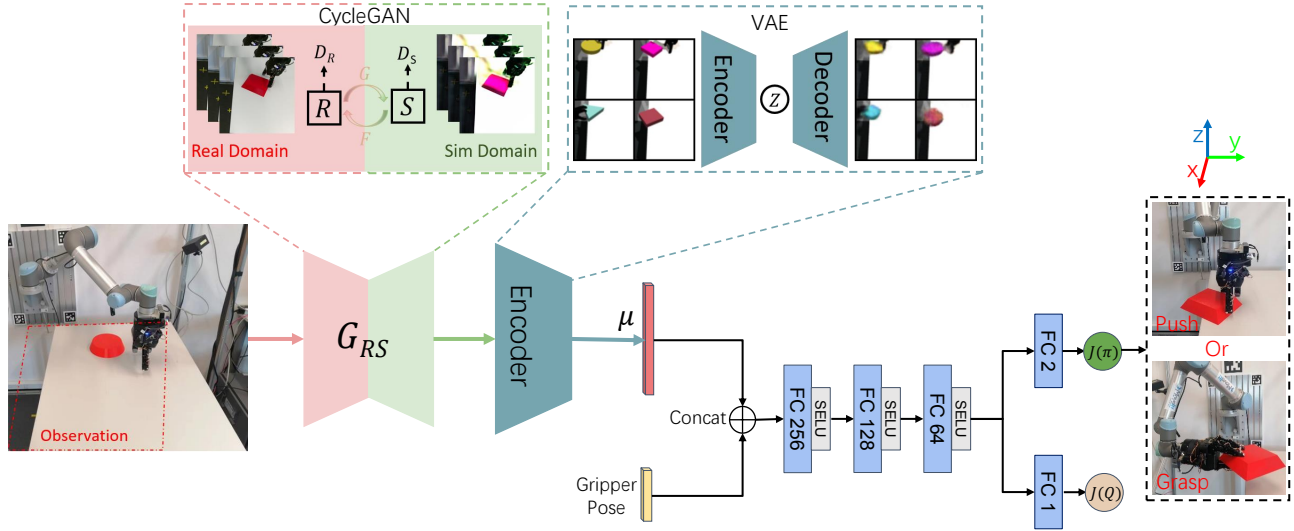 CycleGAN
D_R
D_S
G
R
S
F
Real Domain
Sim Domain
VAE
Encoder
Z
Decoder
z
y
x
Observation
G_RS
Encoder
μ
Concat
Gripper
Pose
FC 256
SELU
FC 128
SELU
FC 64
SELU
FC 2
J(π)
FC 1
J(Q)
Push
Or
Grasp